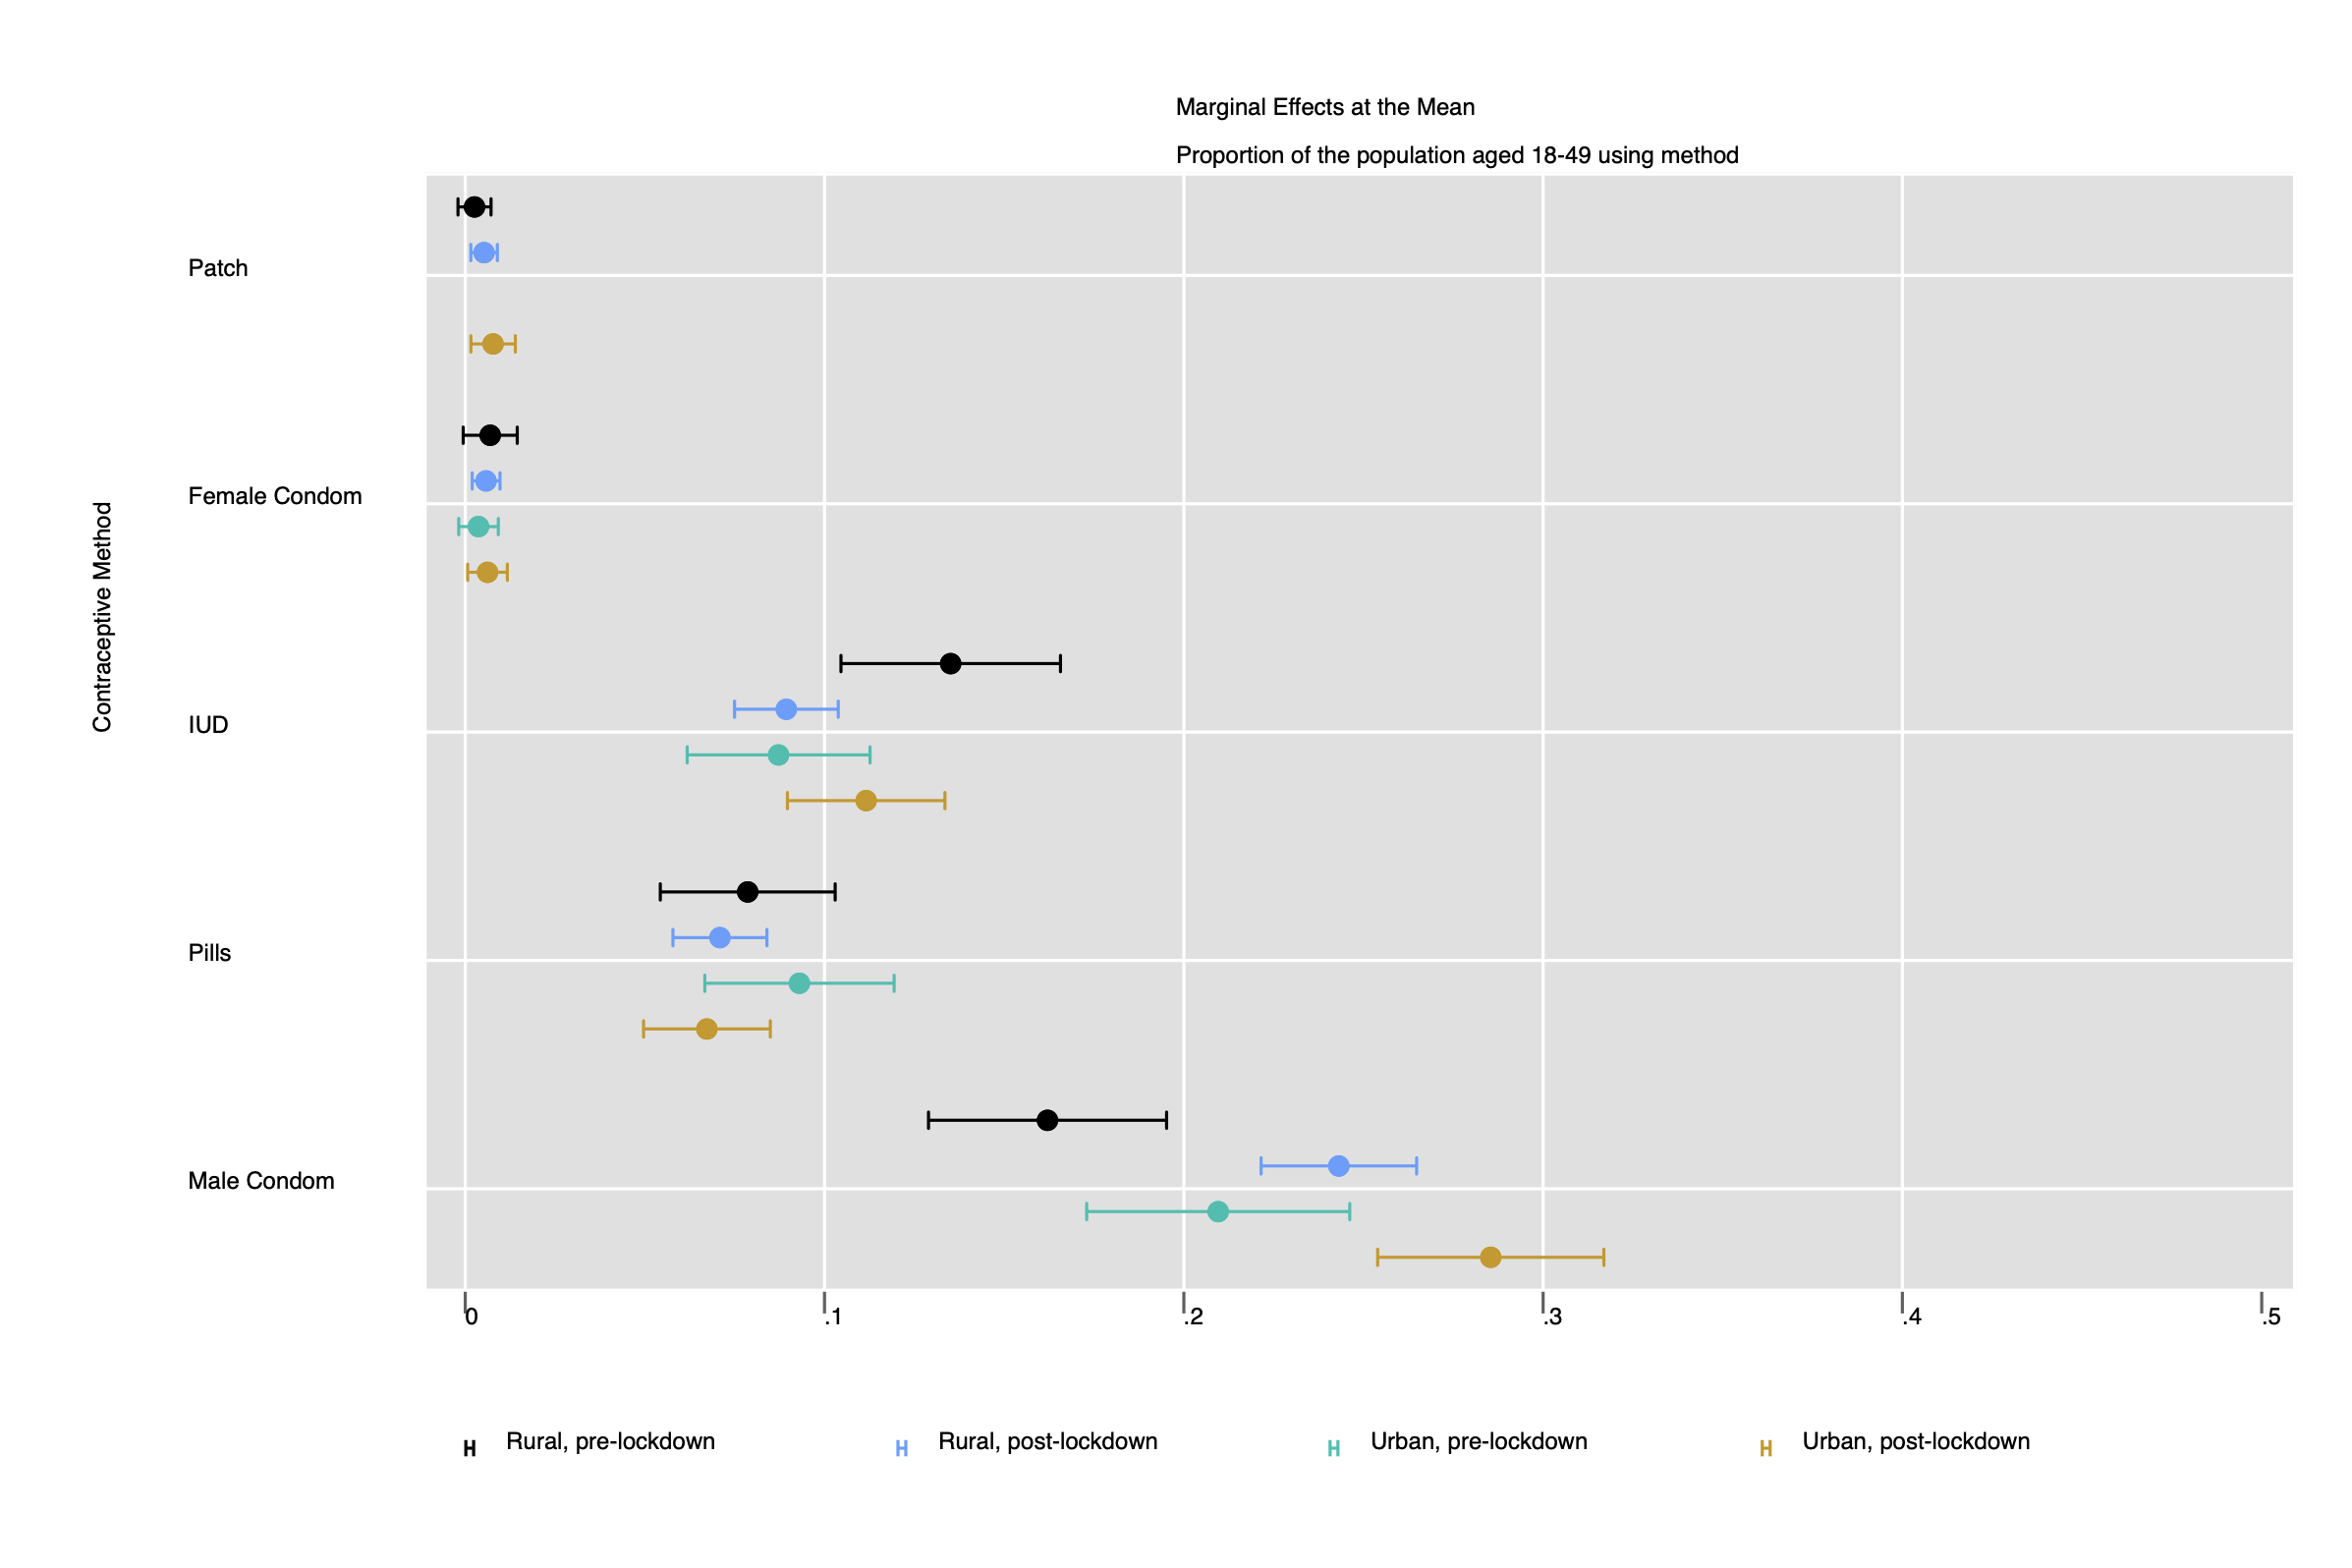 Marginal Effects at the Mean
Proportion of the population aged 18-49 using method
Contraceptive Method
Patch
Female Condom
IUD
Pills
Male Condom
0 .1 .2 .3 .4 .5
Rural, pre-lockdown Rural, post-lockdown Urban, pre-lockdown Urban, post-lockdown